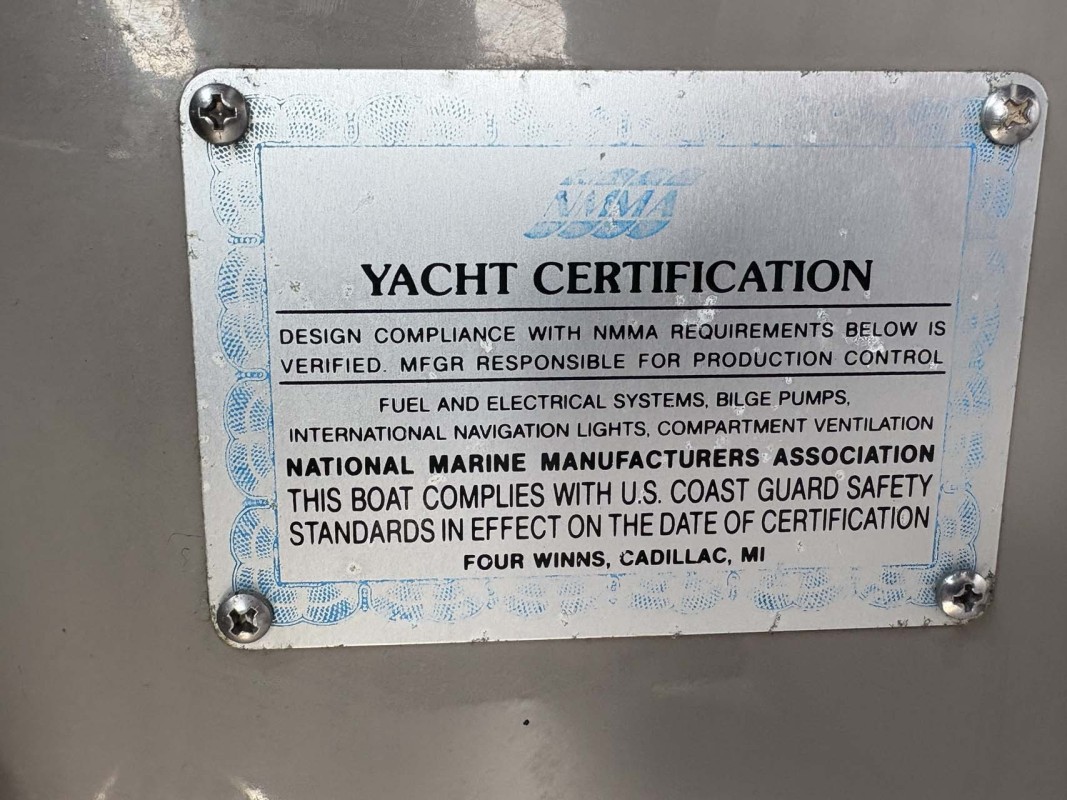 NMMA
YACHT CERTIFICATION
DESIGN COMPLIANCE WITH NMMA REQUIREMENTS BELOW IS
VERIFIED. MFGR RESPONSIBLE FOR PRODUCTION CONTROL
FUEL AND ELECTRICAL SYSTEMS, BILGE PUMPS,
INTERNATIONAL NAVIGATION LIGHTS, COMPARTMENT VENTILATION
NATIONAL MARINE MANUFACTURERS ASSOCIATION
THIS BOAT COMPLIES WITH U.S. COAST GUARD SAFETY
STANDARDS IN EFFECT ON THE DATE OF CERTIFICATION
FOUR WINNS, CADILLAC, MI